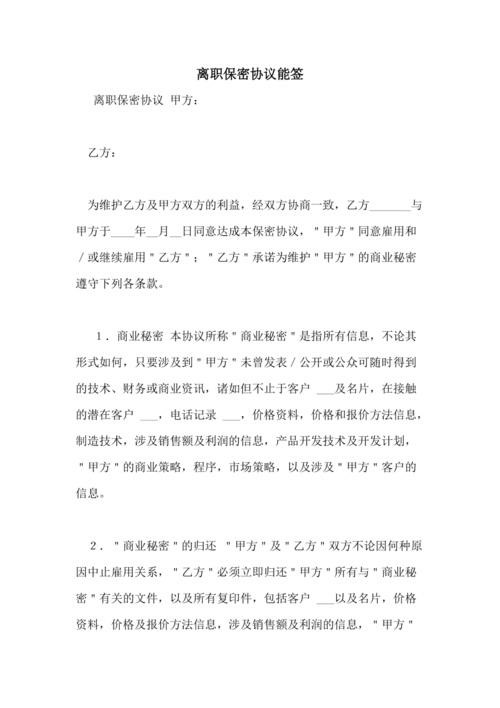 离职保密协议能签
离职保密协议 甲方：
乙方：
为维护乙方及甲方双方的利益，经双方协商一致，乙方_______与
甲方于____年__月__日同意达成本保密协议，＂甲方＂同意雇用和
／或继续雇用＂乙方＂；＂乙方＂承诺为维护＂甲方＂的商业秘密
遵守下列各条款。
１．商业秘密 本协议所称＂商业秘密＂是指所有信息，不论其
形式如何，只要涉及到＂甲方＂未曾发表／公开或公众可随时得到
的技术、财务或商业资讯，诸如但不止于客户 ___及名片，在接触
的潜在客户 ___，电话记录 ___，价格资料，价格和报价方法信息，
制造技术，涉及销售额及利润的信息，产品开发技术及开发计划，
＂甲方＂的商业策略，程序，市场策略，以及涉及＂甲方＂客户的
信息。
２．＂商业秘密＂的归还 ＂甲方＂及＂乙方＂双方不论因何种原
因中止雇用关系，＂乙方＂必须立即归还＂甲方＂所有与＂商业秘
密＂有关的文件，以及所有复印件，包括客户 ___以及名片，价格
资料，价格及报价方法信息，涉及销售额及利润的信息，＂甲方＂